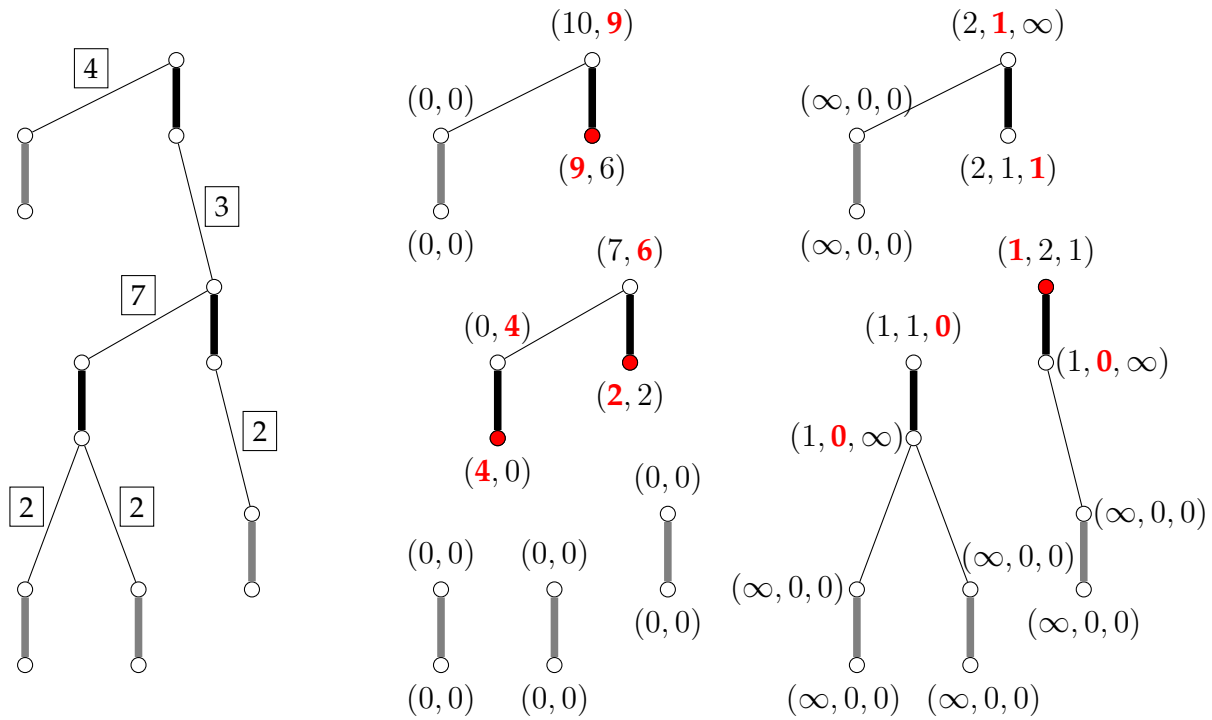 (10, 9)
(2, 1, ∞)
4
(0, 0)
(∞, 0, 0)
(9, 6)
(2, 1, 1)
3
(0, 0)
(∞, 0, 0)
(7, 6)
(1, 2, 1)
7
(0, 4)
(1, 1, 0)
(1, 0, ∞)
(2, 2)
2
(1, 0, ∞)
(4, 0)
(0, 0)
2
2
(∞, 0, 0)
(0, 0)
(0, 0)
(∞, 0, 0)
(∞, 0, 0)
(0, 0)
(∞, 0, 0)
(0, 0)
(0, 0)
(∞, 0, 0)
(∞, 0, 0)